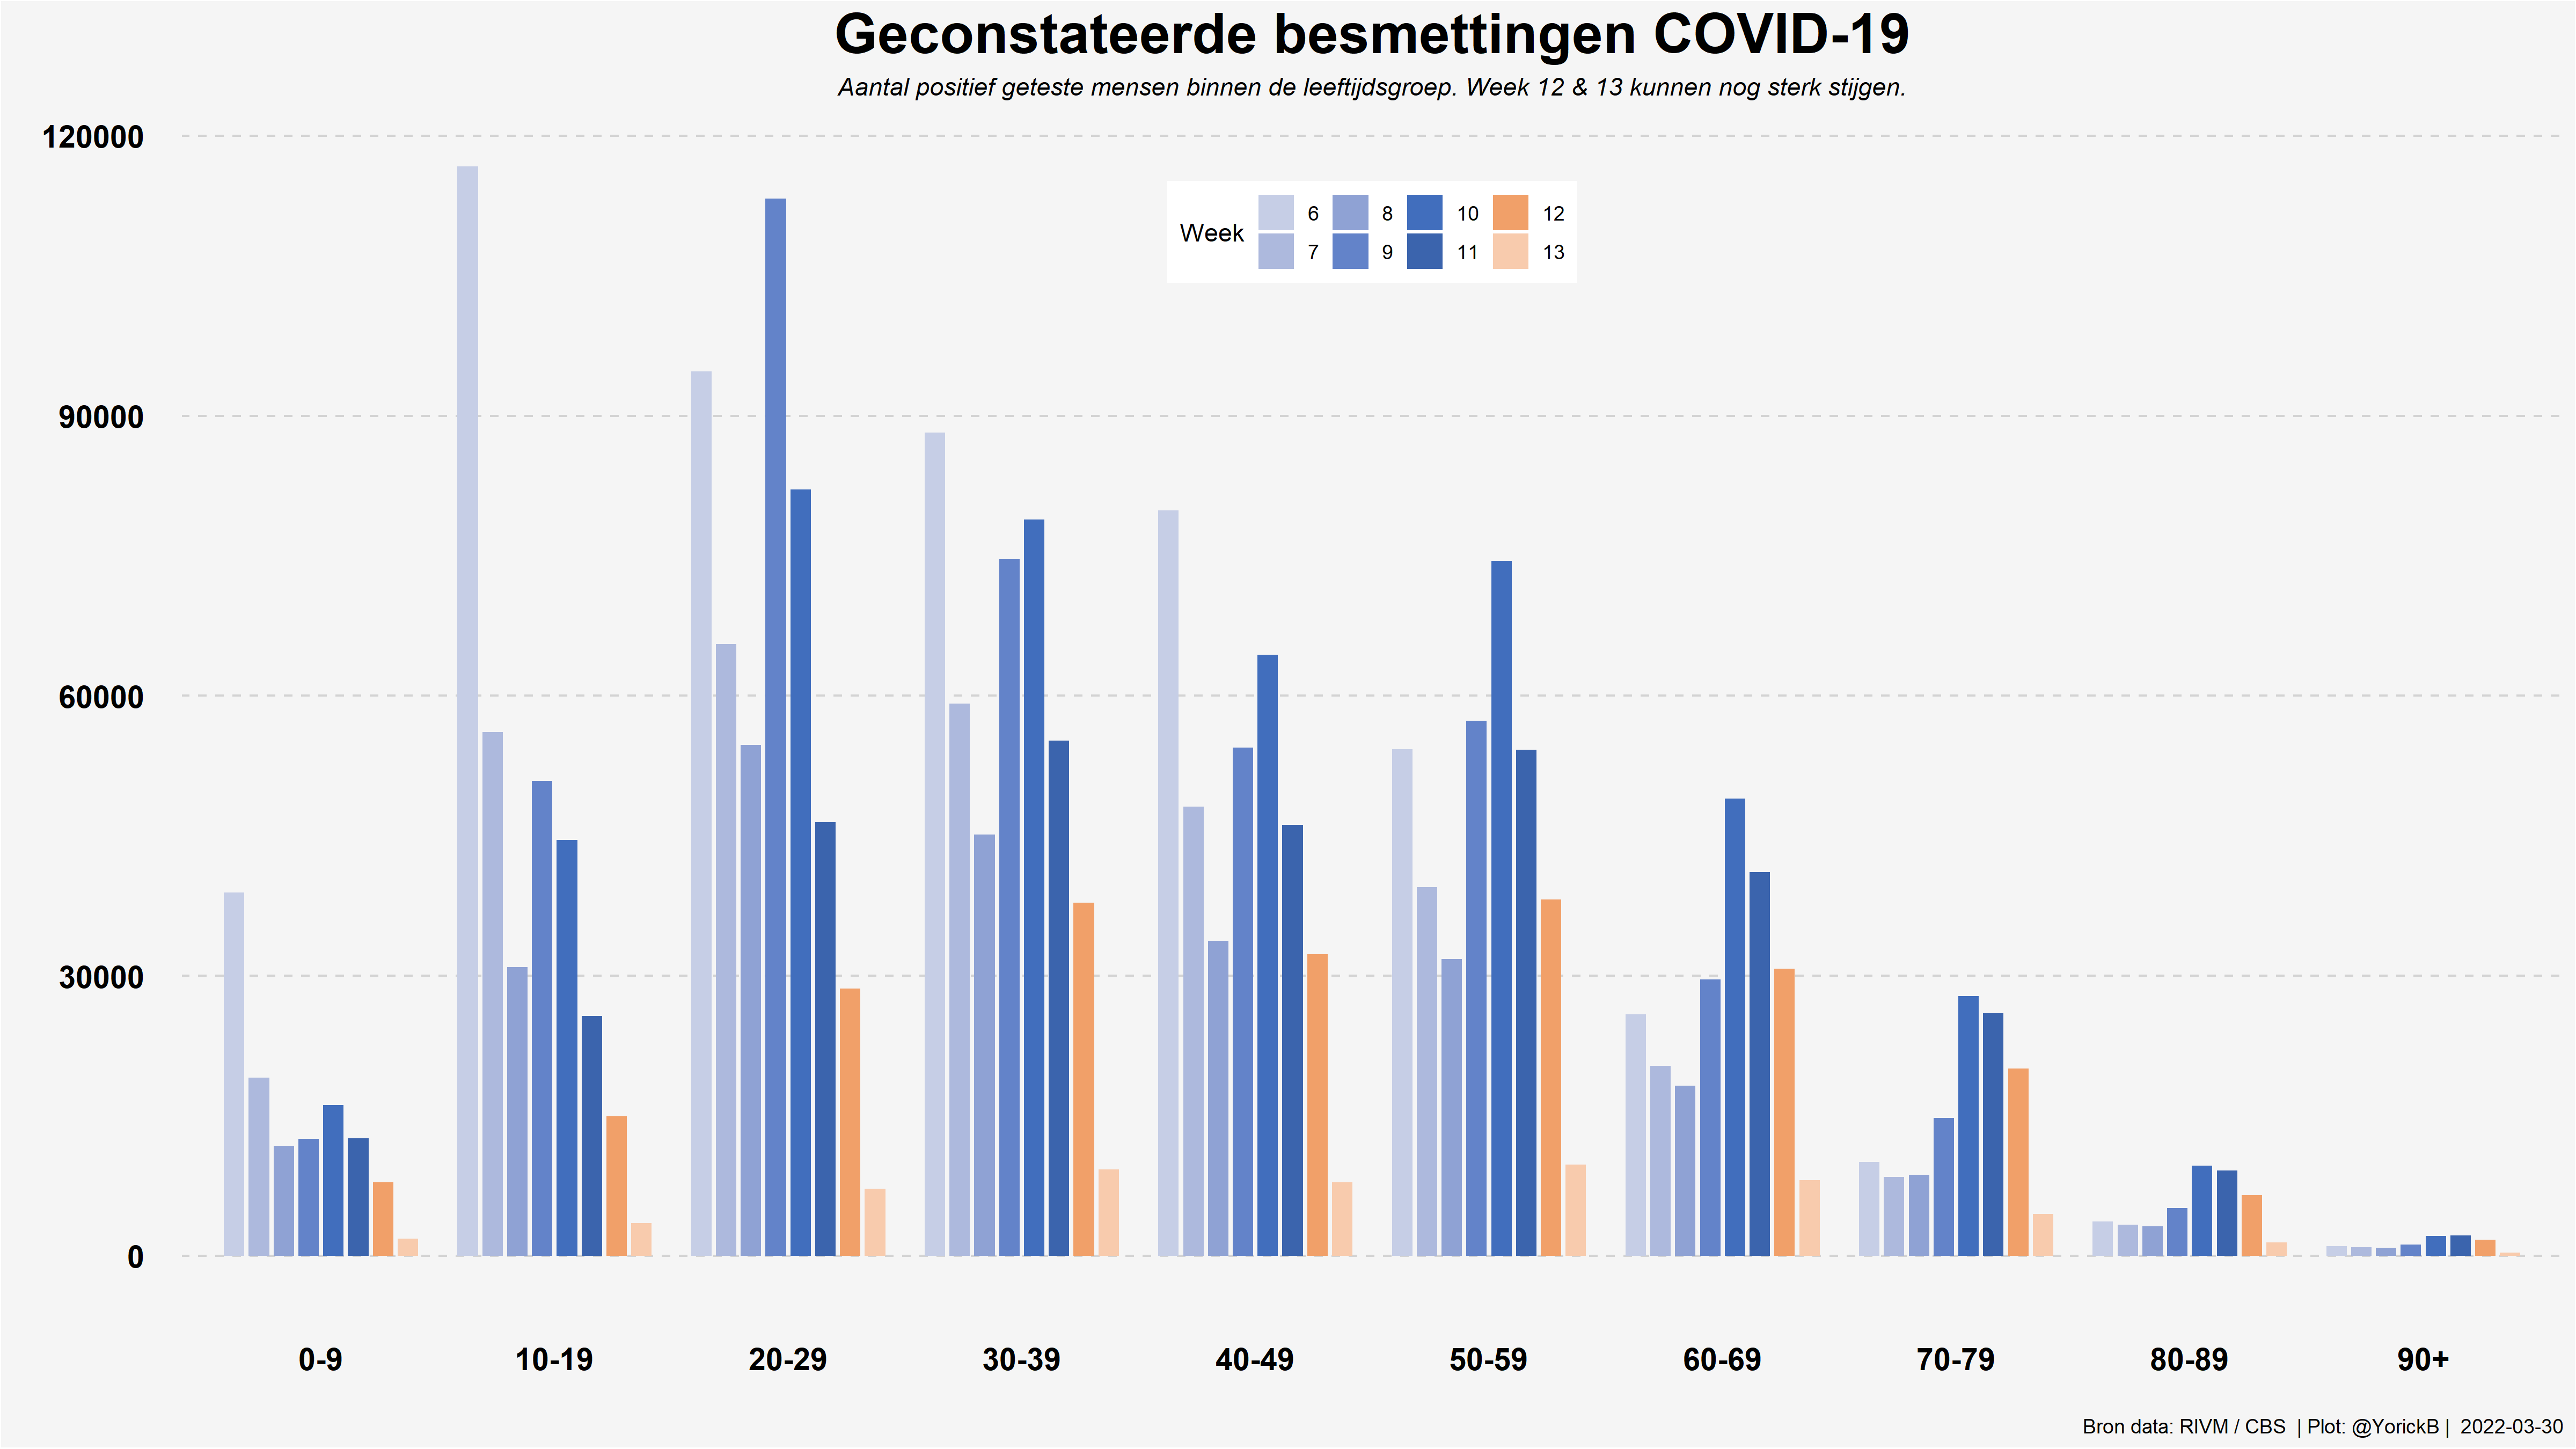 Geconstateerde besmettingen COVID-19
Aantal positief geteste mensen binnen de leeftijdsgroep. Week 12 & 13 kunnen nog sterk stijgen.
120000
90000
60000
30000
0
Week
6 8 10 12
7 9 11 13
0-9 10-19 20-29 30-39 40-49 50-59 60-69 70-79 80-89 90+
Bron data: RIVM / CBS | Plot: @YorickB | 2022-03-30